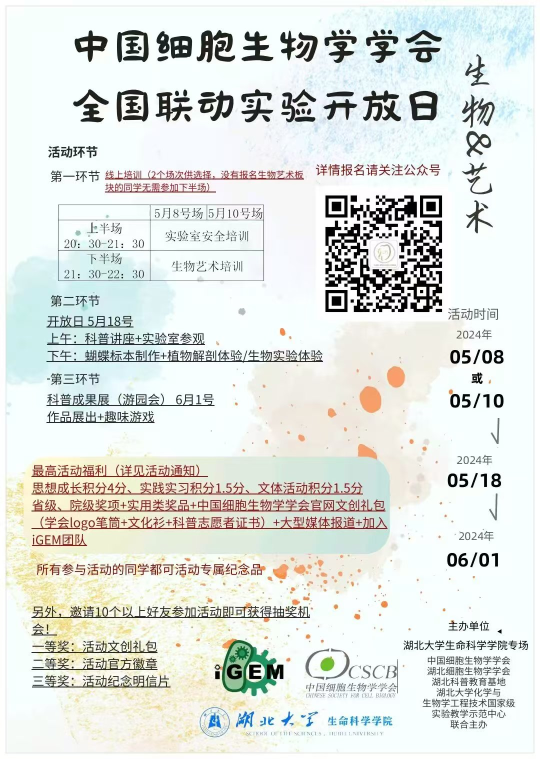 中国细胞生物学学会
全国联动实验开放日
生物&艺术
活动环节
第一环节 线上培训（2个场次供选择，没有报名生物艺术板
块的同学无需参加下半场）
详情报名请关注公众号
5月8号场 5月10号场
上半场
20：30-21：30
实验室安全培训
下半场
21：30-22：30
生物艺术培训
第二环节
开放日 5月18号
上午：科普讲座+实验室参观
下午：蝴蝶标本制作+植物解剖体验/生物实验体验
第三环节
科普成果展（游园会） 6月1号
作品展出+趣味游戏
活动时间
2024年
05/08
或
05/10
2024年
05/18
2024年
06/01
最高活动福利（详见活动通知）
思想成长积分4分、实践实习积分1.5分、文体活动积分1.5分
省级、院级奖项+实用类奖品+中国细胞生物学学会官网文创礼包
（学会logo笔筒+文化衫+科普志愿者证书）+大型媒体报道+加入
iGEM团队
所有参与活动的同学都可活动专属纪念品
另外，邀请10个以上好友参加活动即可获得抽奖机
会！
一等奖：活动文创礼包
二等奖：活动官方徽章
三等奖：活动纪念明信片
iGEM
CSCB
中国细胞生物学学会
CHINESE SOCIETY FOR CELL BIOLOGY
主办单位
湖北大学生命科学学院专场
中国细胞生物学学会
湖北细胞生物学学会
湖北科普教育基地
湖北大学化学与
生物学工程技术国家级
实验教学示范中心
联合主办
湖北大学 生命科学学院
SCHOOL OF LIFE SCIENCES , HUBEI UNIVERSITY